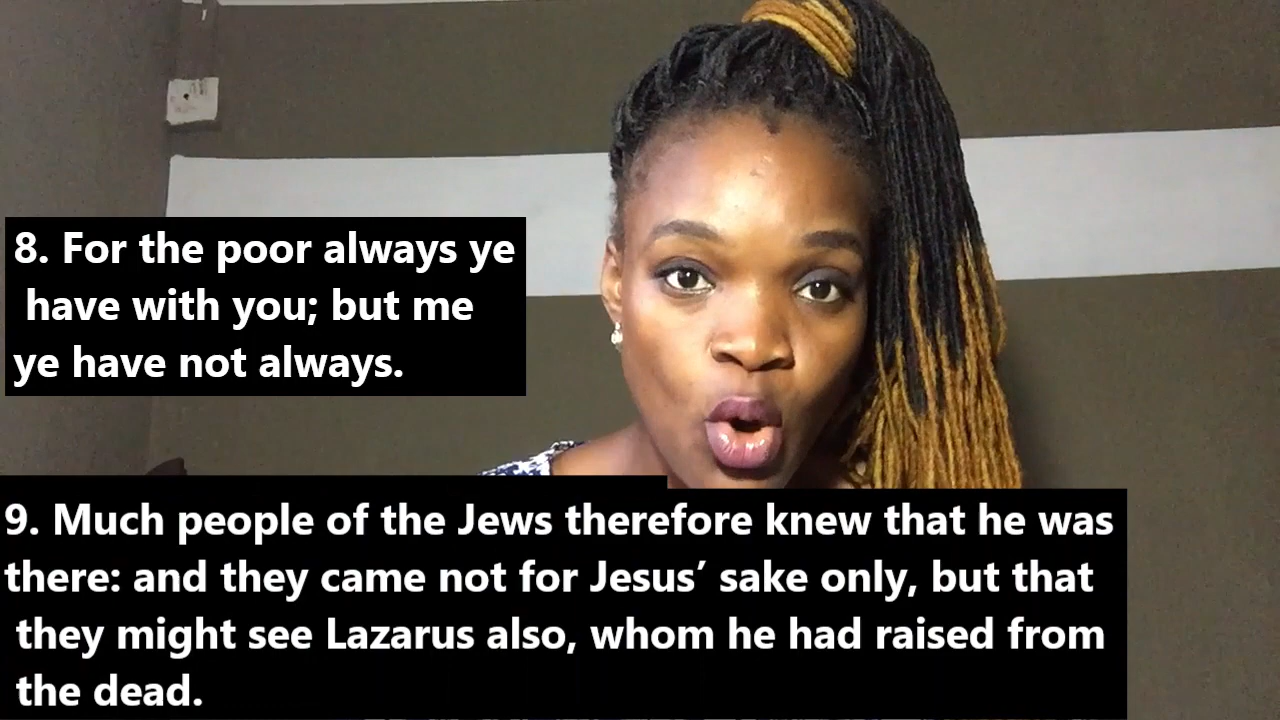 8. For the poor always ye
have with you; but me
ye have not always.
9. Much people of the Jews therefore knew that he was
there: and they came not for Jesus’ sake only, but that
they might see Lazarus also, whom he had raised from
the dead.